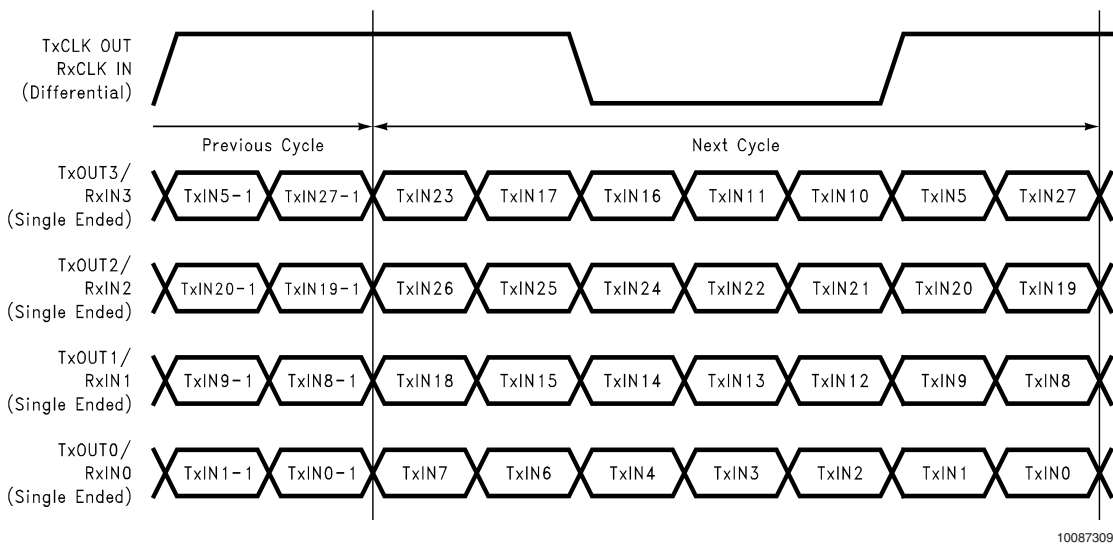 TxCLK OUT
RxCLK IN
(Differential)
Previous Cycle
Next Cycle
TxOUT3/
RxIN3
(Single Ended)
TxIN5-1 TxIN27-1 TxIN23 TxIN17 TxIN16 TxIN11 TxIN10 TxIN5 TxIN27
TxOUT2/
RxIN2
(Single Ended)
TxIN20-1 TxIN19-1 TxIN26 TxIN25 TxIN24 TxIN22 TxIN21 TxIN20 TxIN19
TxOUT1/
RxIN1
(Single Ended)
TxIN9-1 TxIN8-1 TxIN18 TxIN15 TxIN14 TxIN13 TxIN12 TxIN9 TxIN8
TxOUT0/
RxIN0
(Single Ended)
TxIN1-1 TxIN0-1 TxIN7 TxIN6 TxIN4 TxIN3 TxIN2 TxIN1 TxIN0
10087309